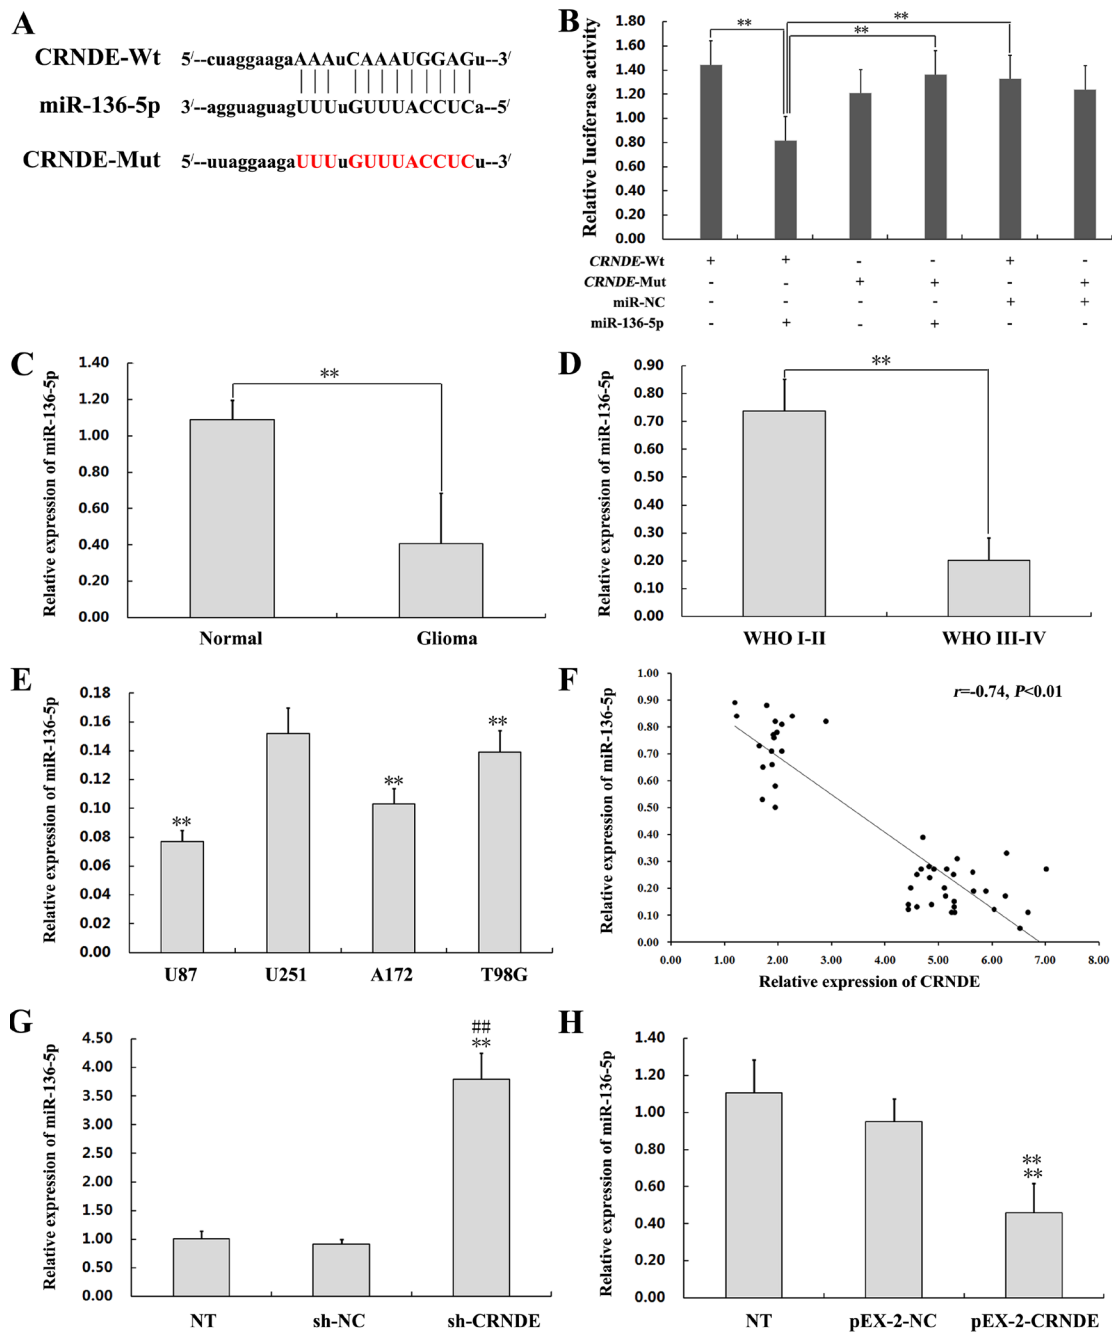 A
CRNDE-Wt 5/--cuaggaagaAAAuCAAAUGGAGu--3/
miR-136-5p 3/--agguaguagUUUuGUUUACCUCa--5/
CRNDE-Mut 5/--uuaggaagaUUUuGUUUACCUCu--3/
B
Relative luciferase activity
1.80
1.60
1.40
1.20
1.00
0.80
0.60
0.40
0.20
0.00
** ** **
CRNDE-Wt + + - - + -
CRNDE-Mut - - + + - +
miR-NC - - - - + +
miR-136-5p - + - + - -
C
Relative expression of miR-136-5p
1.40
1.20
1.00
0.80
0.60
0.40
0.20
0.00
**
Normal Glioma
D
Relative expression of miR-136-5p
0.90
0.80
0.70
0.60
0.50
0.40
0.30
0.20
0.10
0.00
**
WHO I-II WHO III-IV
E
Relative expression of miR-136-5p
0.18
0.16
0.14
0.12
0.10
0.08
0.06
0.04
0.02
0.00
** ** **
U87 U251 A172 T98G
F
Relative expression of miR-136-5p
1.00
0.90
0.80
0.70
0.60
0.50
0.40
0.30
0.20
0.10
0.00
r=-0.74, P<0.01
0.00 1.00 2.00 3.00 4.00 5.00 6.00 7.00 8.00
Relative expression of CRNDE
G
Relative expression of miR-136-5p
4.50
4.00
3.50
3.00
2.50
2.00
1.50
1.00
0.50
0.00
##
**
NT sh-NC sh-CRNDE
H
Relative expression of miR-136-5p
1.40
1.20
1.00
0.80
0.60
0.40
0.20
0.00
**
**
NT pEX-2-NC pEX-2-CRNDE